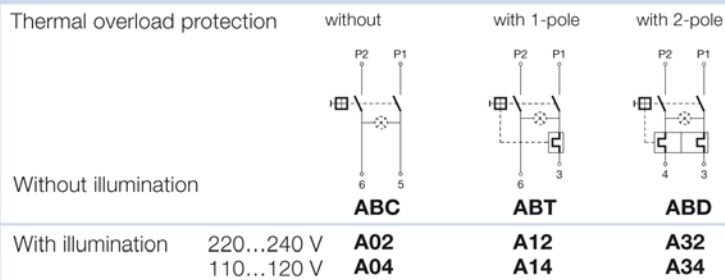 Thermal overload protection without with 1-pole with 2-pole
P2 P1 P2 P1 P2 P1
6 5 6 3 4 3
Without illumination
ABC ABT ABD
With illumination 220...240 V A02 A12 A32
110...120 V A04 A14 A34